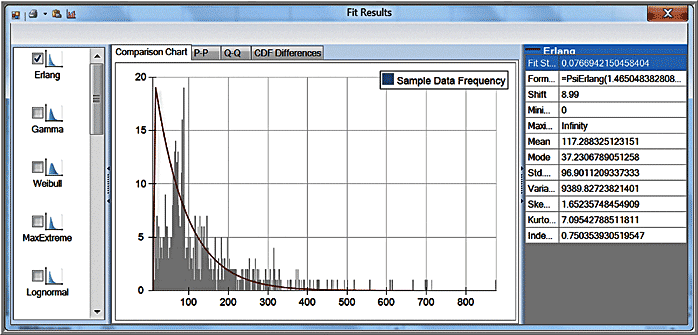 Fit Results
Erlang
Gamma
Weibull
MaxExtreme
Lognormal
Comparison Chart P-P Q-Q CDF Differences
Sample Data Frequency
20
15
10
5
0
100 200 300 400 500 600 700 800
Erlang
Fit St... 0.0766942150458404
Form... =PsiErlang(1.465048382808...
Shift 8.99
Mini... 0
Maxi... Infinity
Mean 117.288325123151
Mode 37.2306789051258
Std.... 96.9011209337333
Varia... 9389.82723821401
Ske... 1.65235748454909
Kurto... 7.09542788511811
Inde... 0.750353930519547